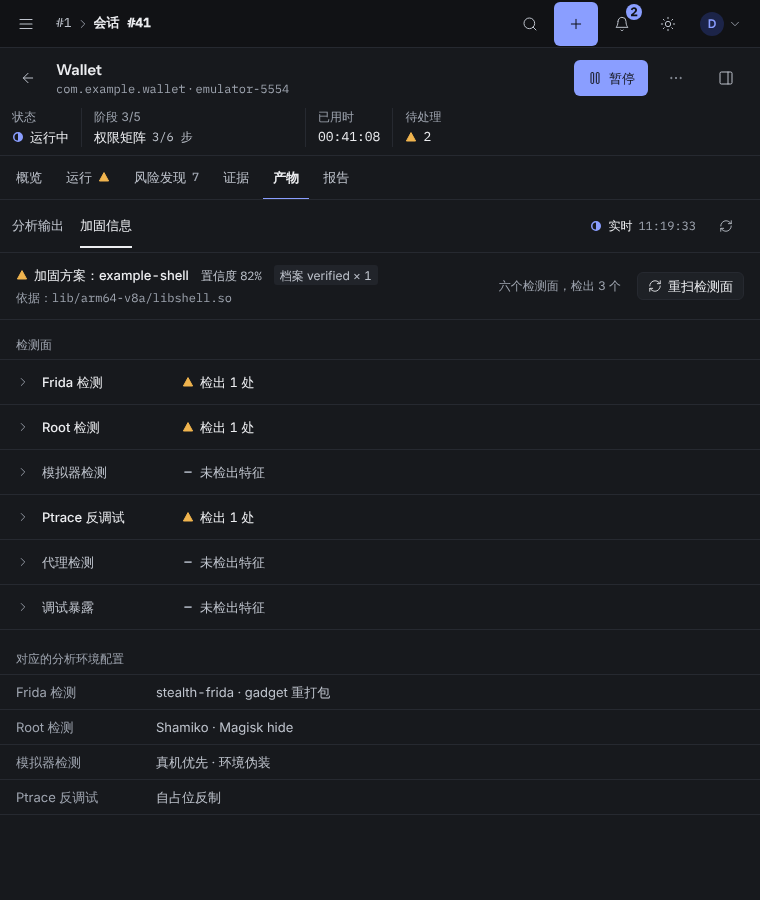 #1 会话 #41
2
D
Wallet
com.example.wallet · emulator-5554
暂停
状态 阶段 3/5 已用时 待处理
运行中 权限矩阵 3/6 步 00:41:08 2
概览 运行 风险发现 7 证据 产物 报告
分析输出 加固信息 实时 11:19:33
加固方案：example-shell 置信度 82% 档案 verified × 1
依据：lib/arm64-v8a/libshell.so
六个检测面，检出 3 个 重扫检测面
检测面
Frida 检测 检出 1 处
Root 检测 检出 1 处
模拟器检测 未检出特征
Ptrace 反调试 检出 1 处
代理检测 未检出特征
调试暴露 未检出特征
对应的分析环境配置
Frida 检测 stealth-frida · gadget 重打包
Root 检测 Shamiko · Magisk hide
模拟器检测 真机优先 · 环境伪装
Ptrace 反调试 自占位反制